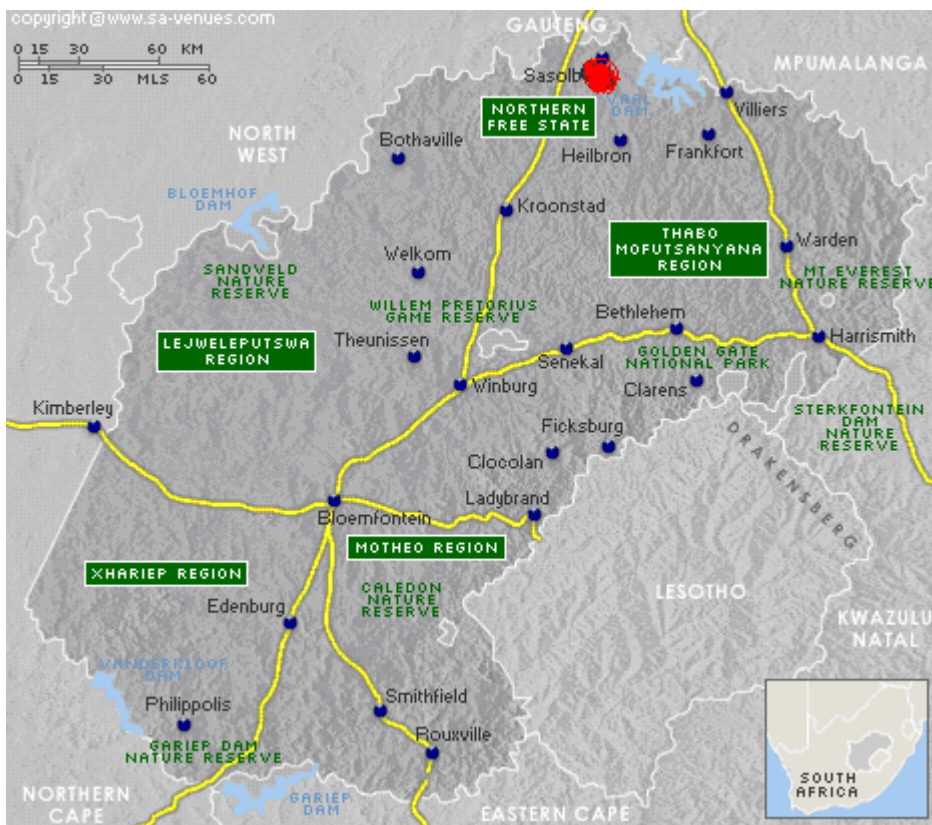 copyright @ www.sa-venues.com
GAUTENG
0 15 30 60 KM
0 15 30 60
MLS
MPUMALANGA
VAAL
DAM
Villiers
NORTHERN
FREE STATE
NORTH
WEST
Bothaville
Heilbron
Frankfort
BLOEMHOF
DAM
Kroonstad
THABO
MOFUTSANYANA
REGION
Warden
Welkom
SANDVELD
NATURE
RESERVE
MT EVEREST
NATURE RESERVE
WILLEM PRETORIUS
GAME RESERVE
Bethlehem
LEJWELEPUTSWA
REGION
Theunissen
Harrismith
Senekal
GOLDEN GATE
NATIONAL PARK
Winburg
Clarens
Kimberley
STERKFONTEIN
DAM
NATURE
RESERVE
Ficksburg
DRAKENSBERG
Clocolan
Ladybrand
Bloemfontein
MOTHEO REGION
XHARIEP REGION
CALEDON
NATURE
RESERVE
LESOTHO
Edenburg
KWAZULU
NATAL
VANDERKLOOF
DAM
Philippolis
Smithfield
GARIEP DAM
NATURE RESERVE
Rouxville
NORTHERN
CAPE
GARIEP
DAM
EASTERN CAPE
SOUTH
AFRICA